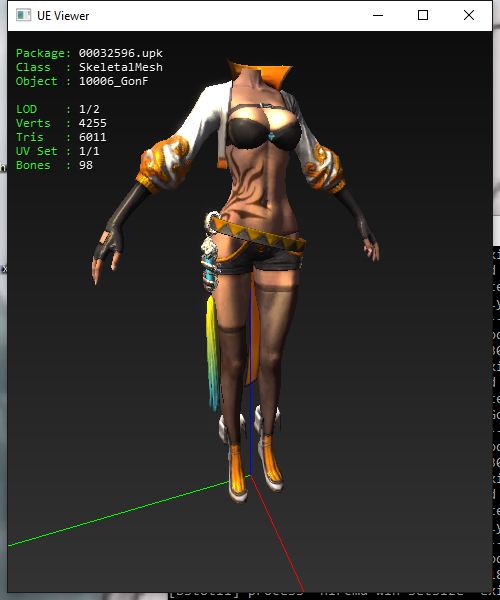 UE Viewer
Package: 00032596.upk
Class : SkeletalMesh
Object : 10006_GonF
LOD : 1/2
Verts : 4255
Tris : 6011
UV Set : 1/1
Bones : 98